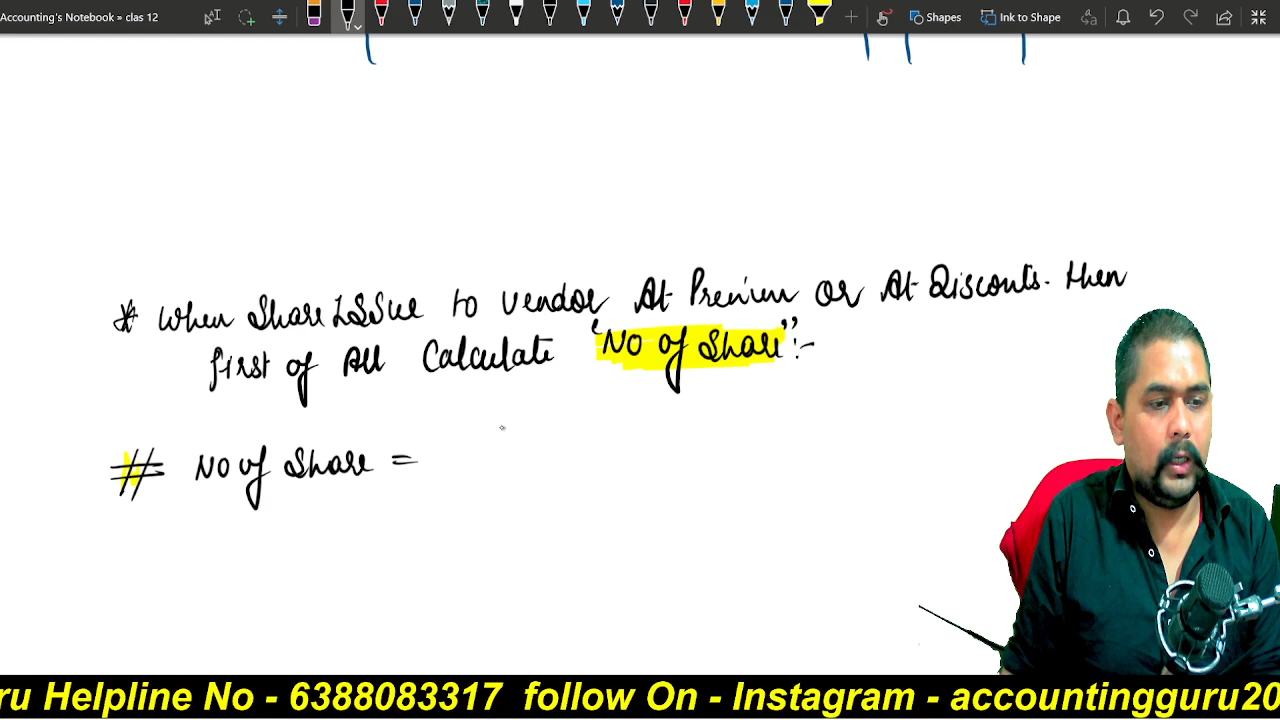 Accounting's Notebook » clas 12
Shapes
Ink to Shape
* When Share Issue to vendor At Premium or At Disconts. then
first of All Calculate "No of Share" :-
# No of Share =
ru Helpline No - 6388083317 follow On - Instagram - accountingguru20